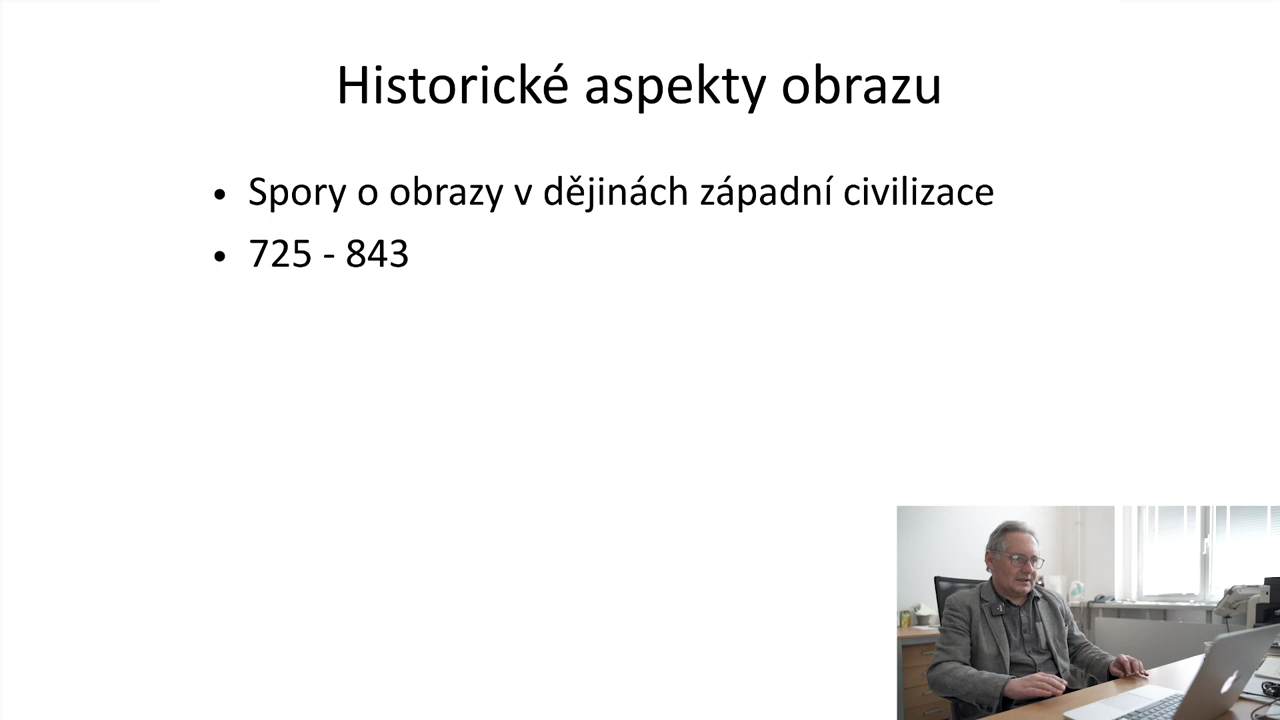 Historické aspekty obrazu
• Spory o obrazy v dějinách západní civilizace
• 725 - 843